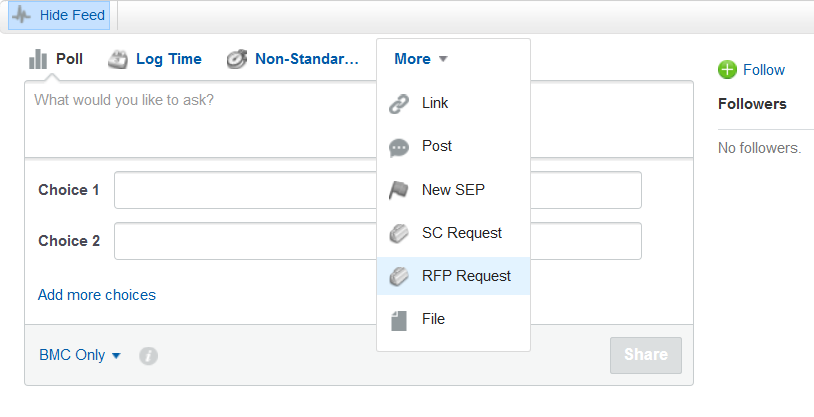 Hide Feed
Poll
Log Time
Non-Standar...
More
Follow
What would you like to ask?
Link
Followers
Post
No followers.
Choice 1
New SEP
Choice 2
SC Request
RFP Request
Add more choices
File
BMC Only
i
Share